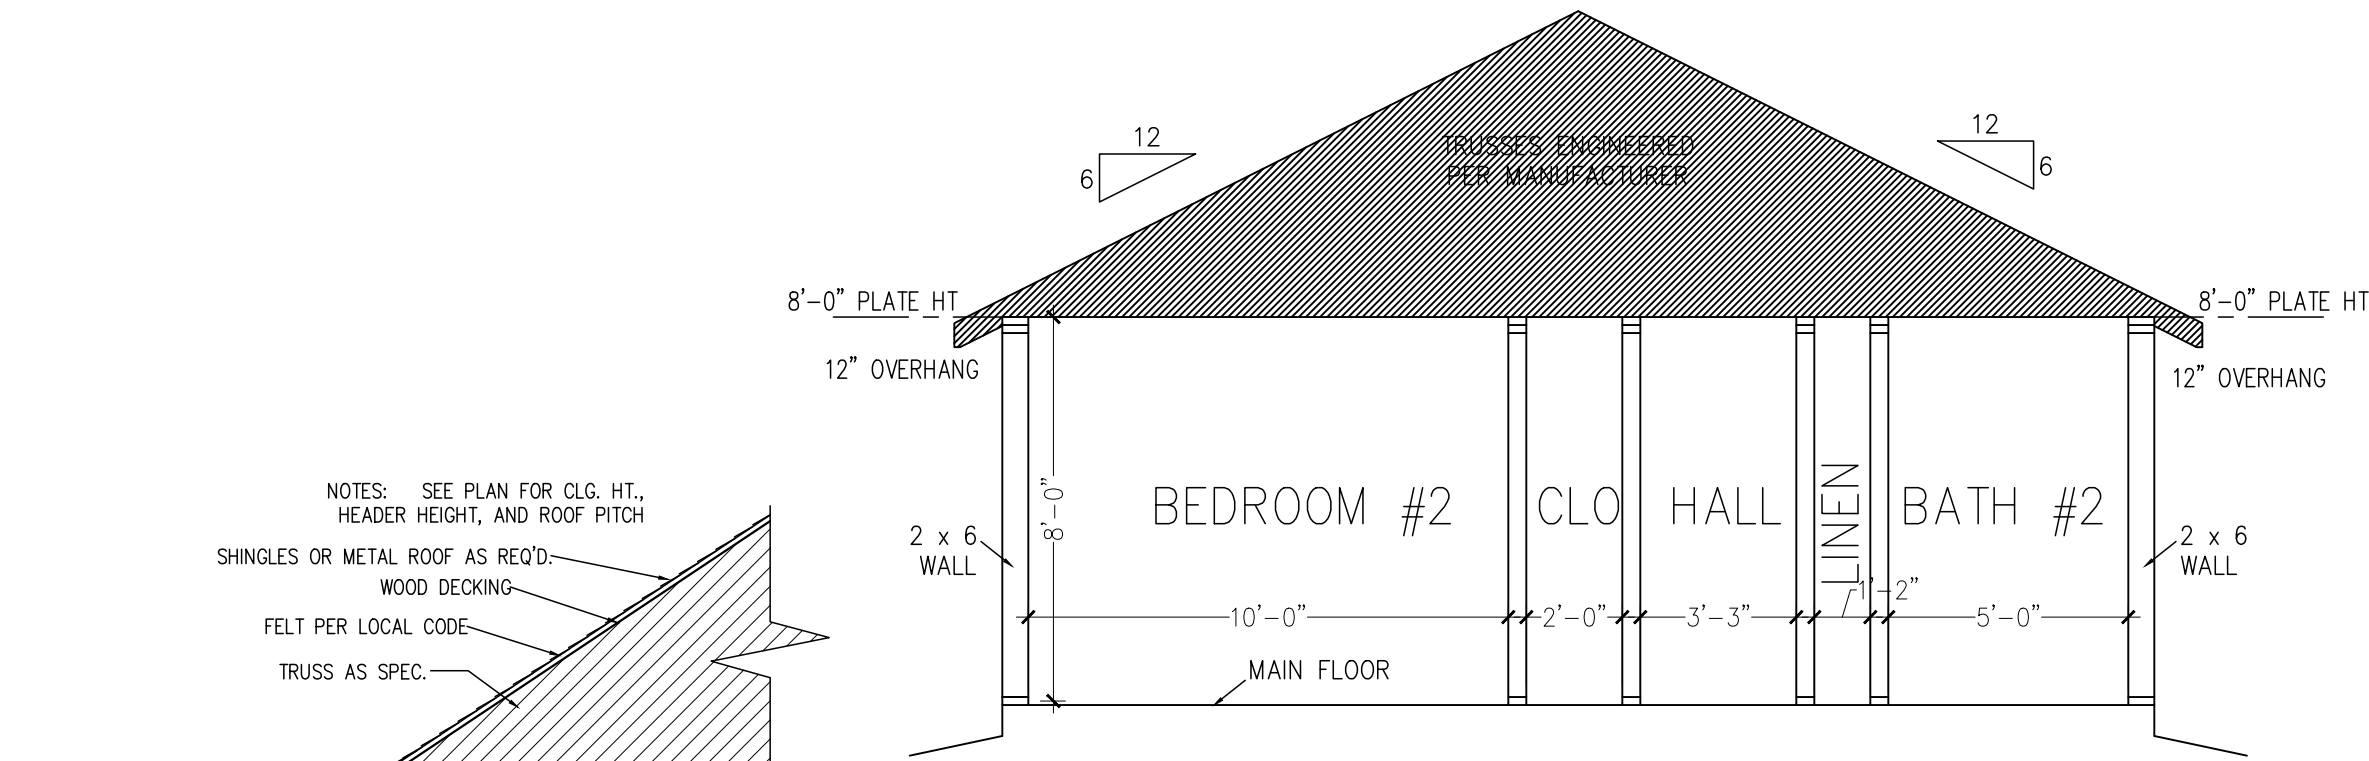 NOTES: SEE PLAN FOR CLG. HT.,
HEADER HEIGHT, AND ROOF PITCH
SHINGLES OR METAL ROOF AS REQ'D.
WOOD DECKING
FELT PER LOCAL CODE
TRUSS AS SPEC.
12
6
TRUSSES ENGINEERED
PER MANUFACTURER
12
6
8'-0" PLATE HT
8'-0" PLATE HT
12" OVERHANG
12" OVERHANG
8'-0"
BEDROOM #2
CLO
HALL
LINEN
BATH #2
2 x 6
WALL
2 x 6
WALL
10'-0"
2'-0"
3'-3"
1'-2"
5'-0"
MAIN FLOOR